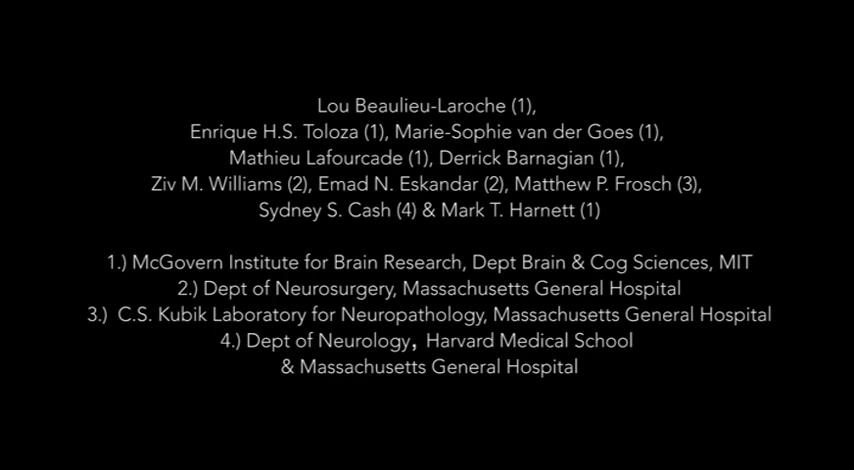 Lou Beaulieu-Laroche (1),
Enrique H.S. Toloza (1), Marie-Sophie van der Goes (1),
Mathieu Lafourcade (1), Derrick Barnagian (1),
Ziv M. Williams (2), Emad N. Eskandar (2), Matthew P. Frosch (3),
Sydney S. Cash (4) & Mark T. Harnett (1)
1.) McGovern Institute for Brain Research, Dept Brain & Cog Sciences, MIT
2.) Dept of Neurosurgery, Massachusetts General Hospital
3.) C.S. Kubik Laboratory for Neuropathology, Massachusetts General Hospital
4.) Dept of Neurology, Harvard Medical School
& Massachusetts General Hospital